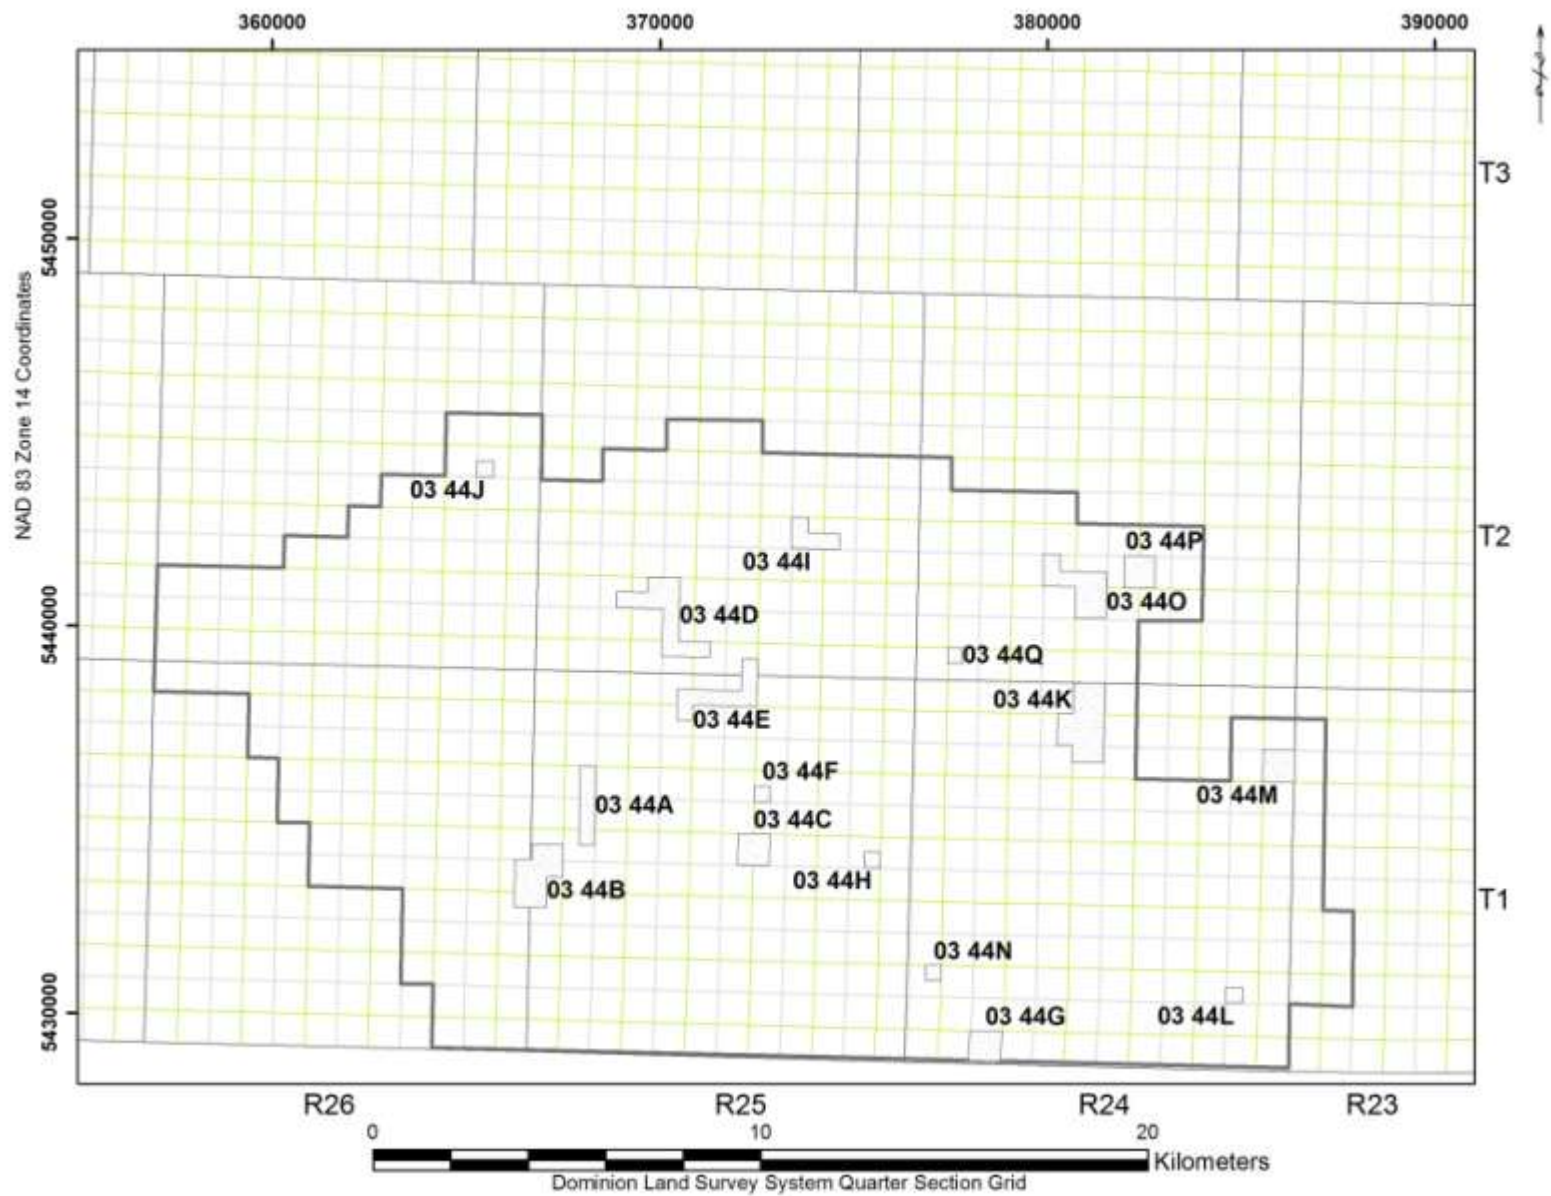 360000
370000
380000
390000
T3
5450000
NAD 83 Zone 14 Coordinates
03 44J
T2
03 44P
03 44I
03 44O
03 44D
5440000
03 44Q
03 44K
03 44E
03 44F
03 44M
03 44A
03 44C
03 44H
03 44B
T1
03 44N
5430000
03 44G
03 44L
R26
R25
R24
R23
0
10
20
Kilometers
Dominion Land Survey System Quarter Section Grid